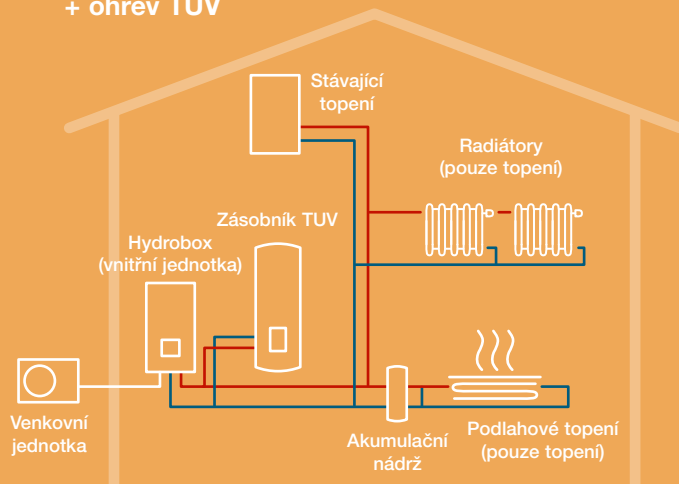 + ohřev TUV
Stávající
topení
Radiátory
(pouze topení)
Zásobník TUV
Hydrobox
(vnitřní jednotka)
Venkovní
jednotka
Akumulační
nádrž
Podlahové topení
(pouze topení)